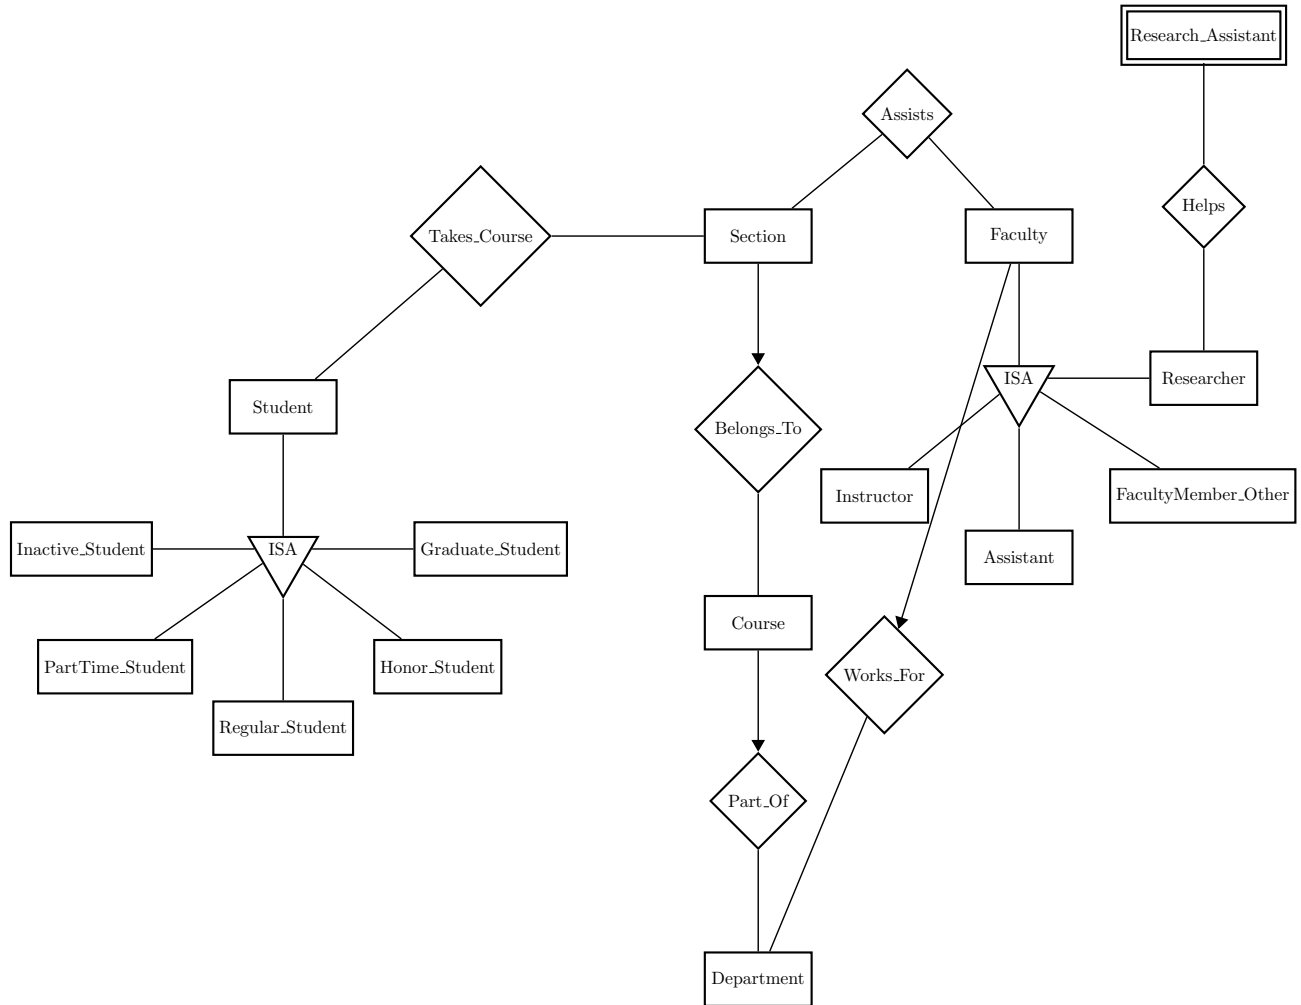 Research_Assistant
Assists
Helps
Takes_Course
Section
Faculty
Student
ISA
Researcher
Belongs_To
Instructor
FacultyMember_Other
Inactive_Student
ISA
Graduate_Student
Assistant
Course
PartTime_Student
Honor_Student
Works_For
Regular_Student
Part_Of
Department